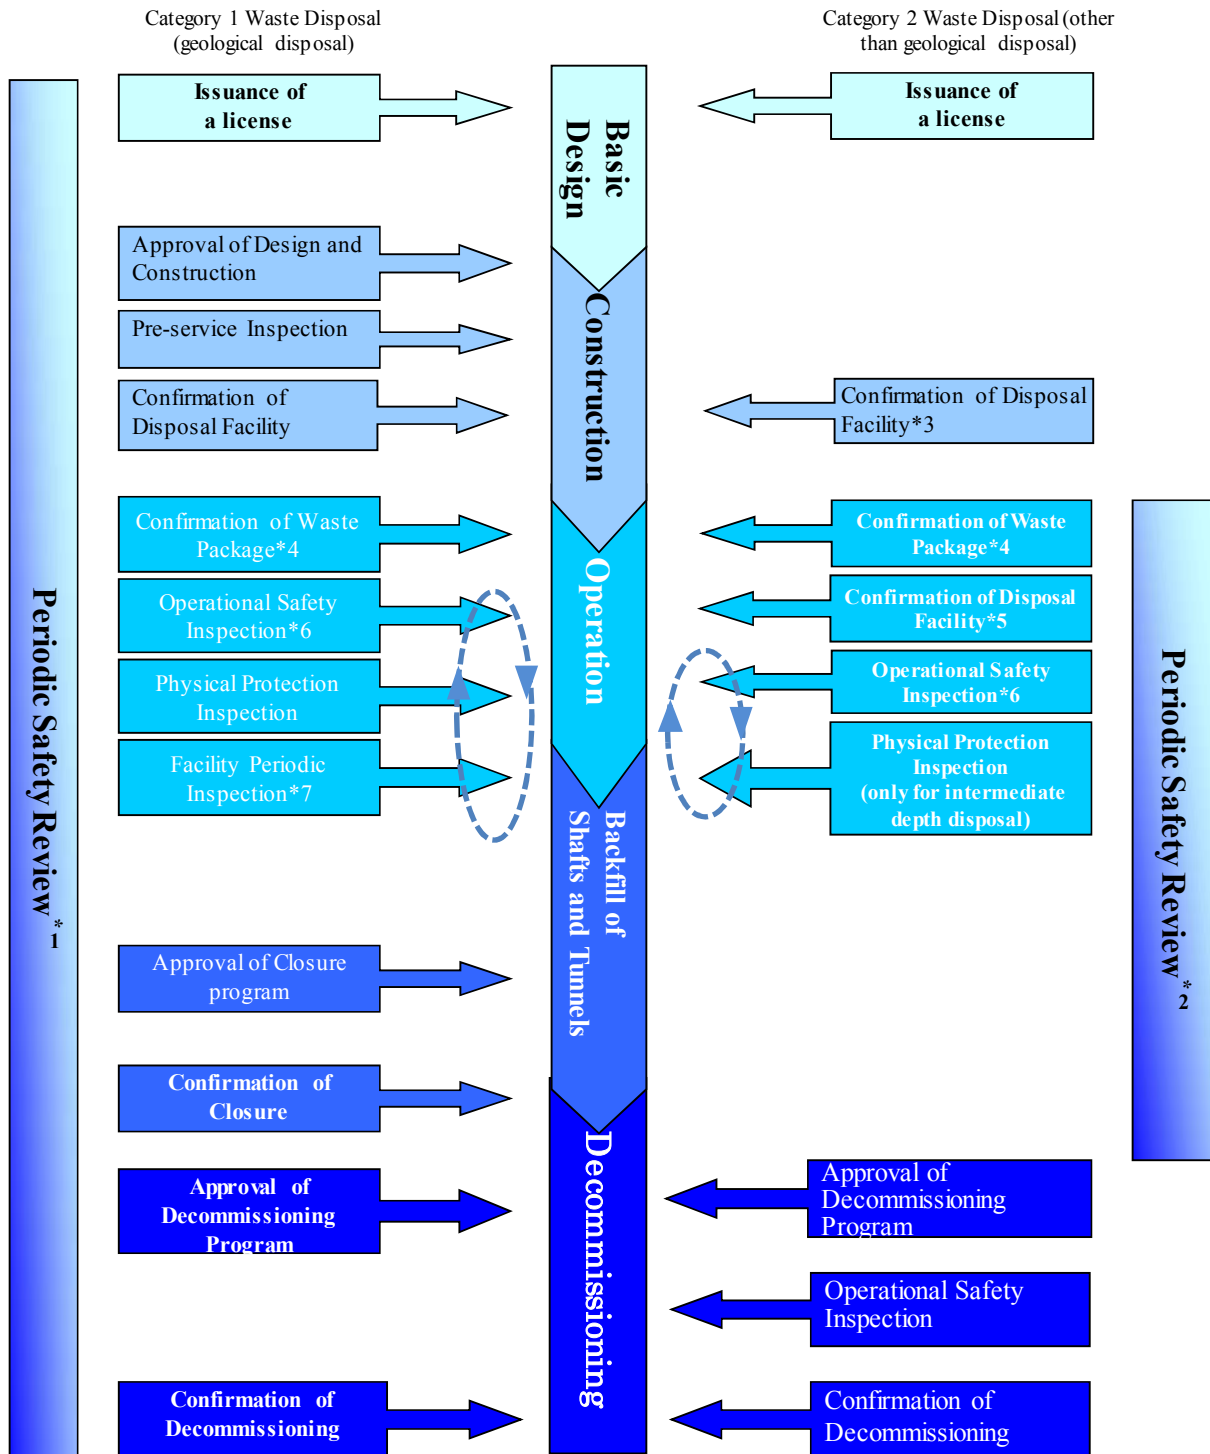 Category 1 Waste Disposal
(geological disposal)
Category 2 Waste Disposal (other
than geological disposal)
Issuance of
a license
Basic
Design
Issuance of
a license
Approval of Design and
Construction
Pre-service Inspection
Confirmation of
Disposal Facility
Construction
Confirmation of Disposal
Facility*3
Periodic Safety Review*1
Confirmation of Waste
Package*4
Operational Safety
Inspection*6
Physical Protection
Inspection
Facility Periodic
Inspection*7
Operation
Confirmation of Waste
Package*4
Confirmation of Disposal
Facility*5
Operational Safety
Inspection*6
Physical Protection
Inspection
(only for intermediate
depth disposal)
Periodic Safety Review*2
Backfill of
Shafts and Tunnels
Approval of Closure
program
Confirmation of
Closure
Approval of
Decommissioning
Program
Decommissioning
Approval of
Decommissioning
Program
Operational Safety
Inspection
Confirmation of
Decommissioning
Confirmation of
Decommissioning